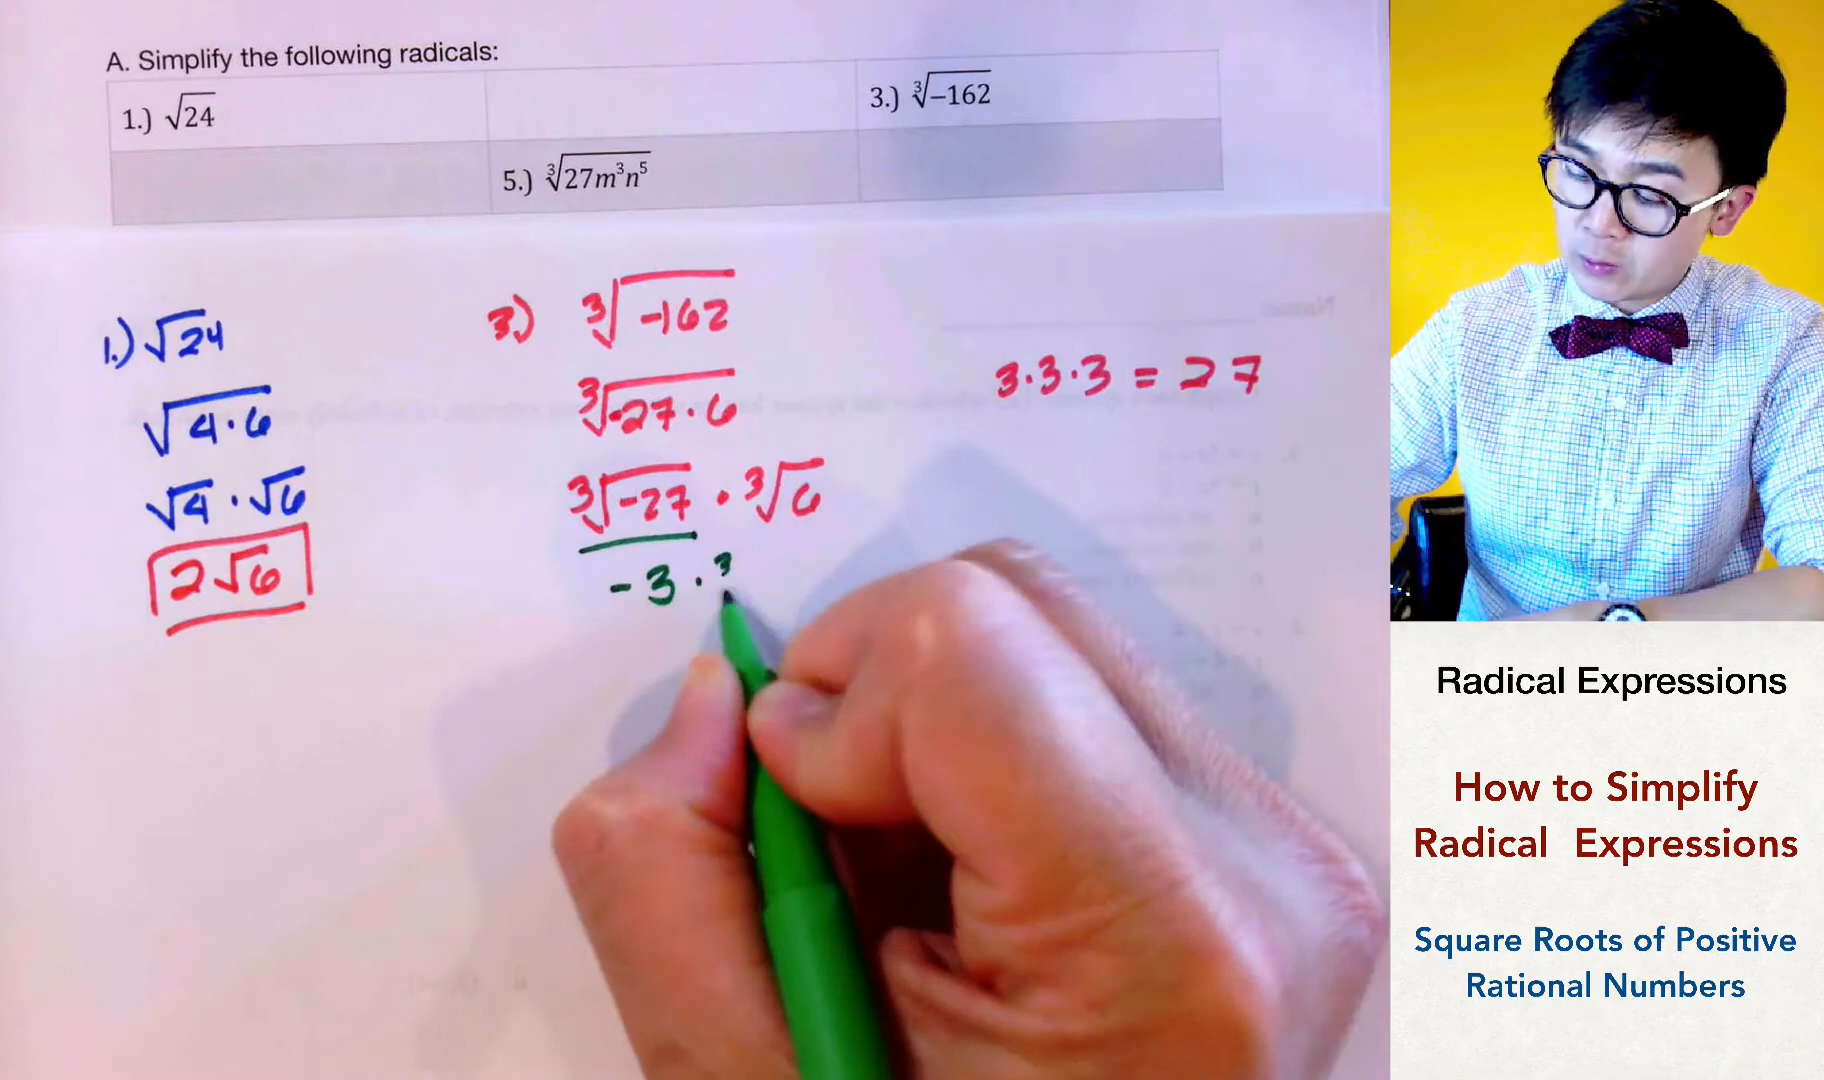 A. Simplify the following radicals:
1.) √24
3.) ∛−162
5.) ∛27m³n⁵
1.) √24
√4·6
√4 · √6
2√6
3.) ∛-162
∛-27·6
∛-27 · ∛6
-3 · 3
3·3·3 = 27
Radical Expressions
How to Simplify
Radical Expressions
Square Roots of Positive
Rational Numbers